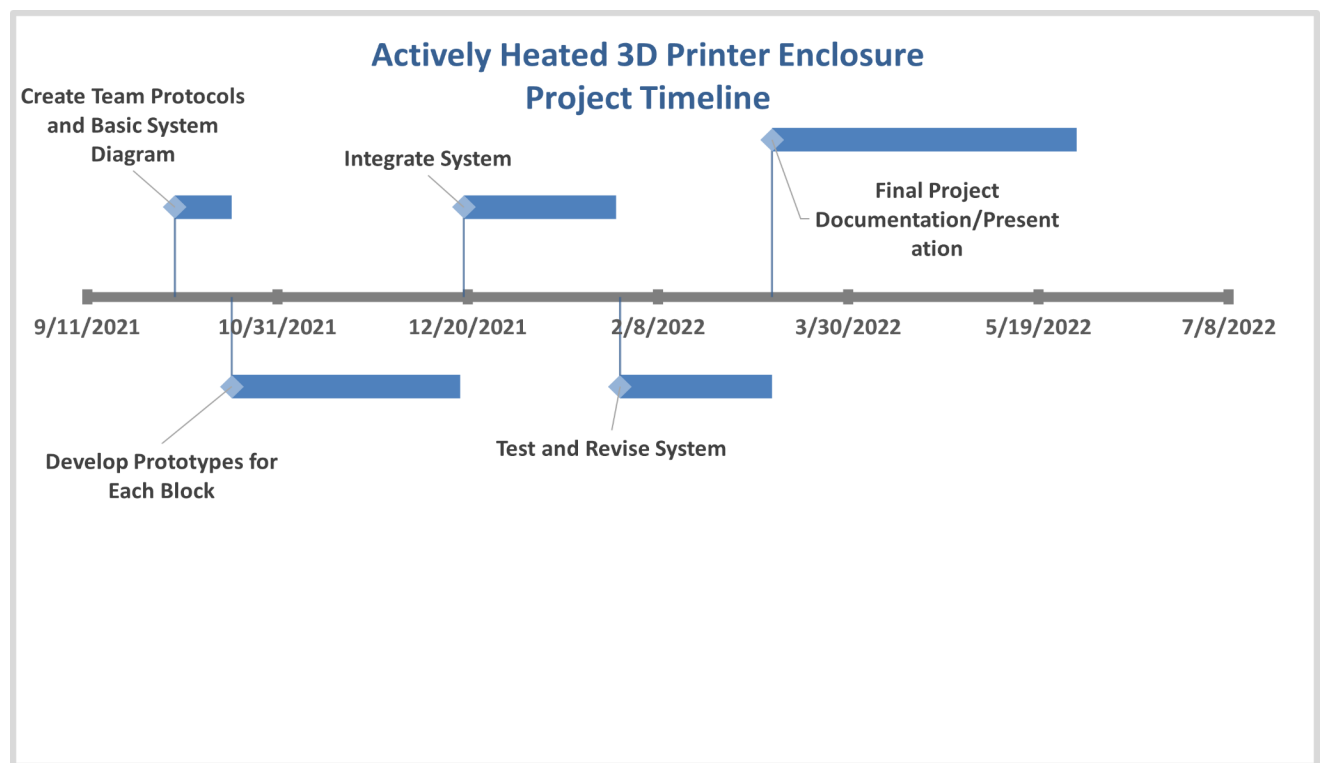 Actively Heated 3D Printer Enclosure
Project Timeline
Create Team Protocols
and Basic System
Diagram
Integrate System
Final Project
Documentation/Present
ation
9/11/2021
10/31/2021
12/20/2021
2/8/2022
3/30/2022
5/19/2022
7/8/2022
Develop Prototypes for
Each Block
Test and Revise System